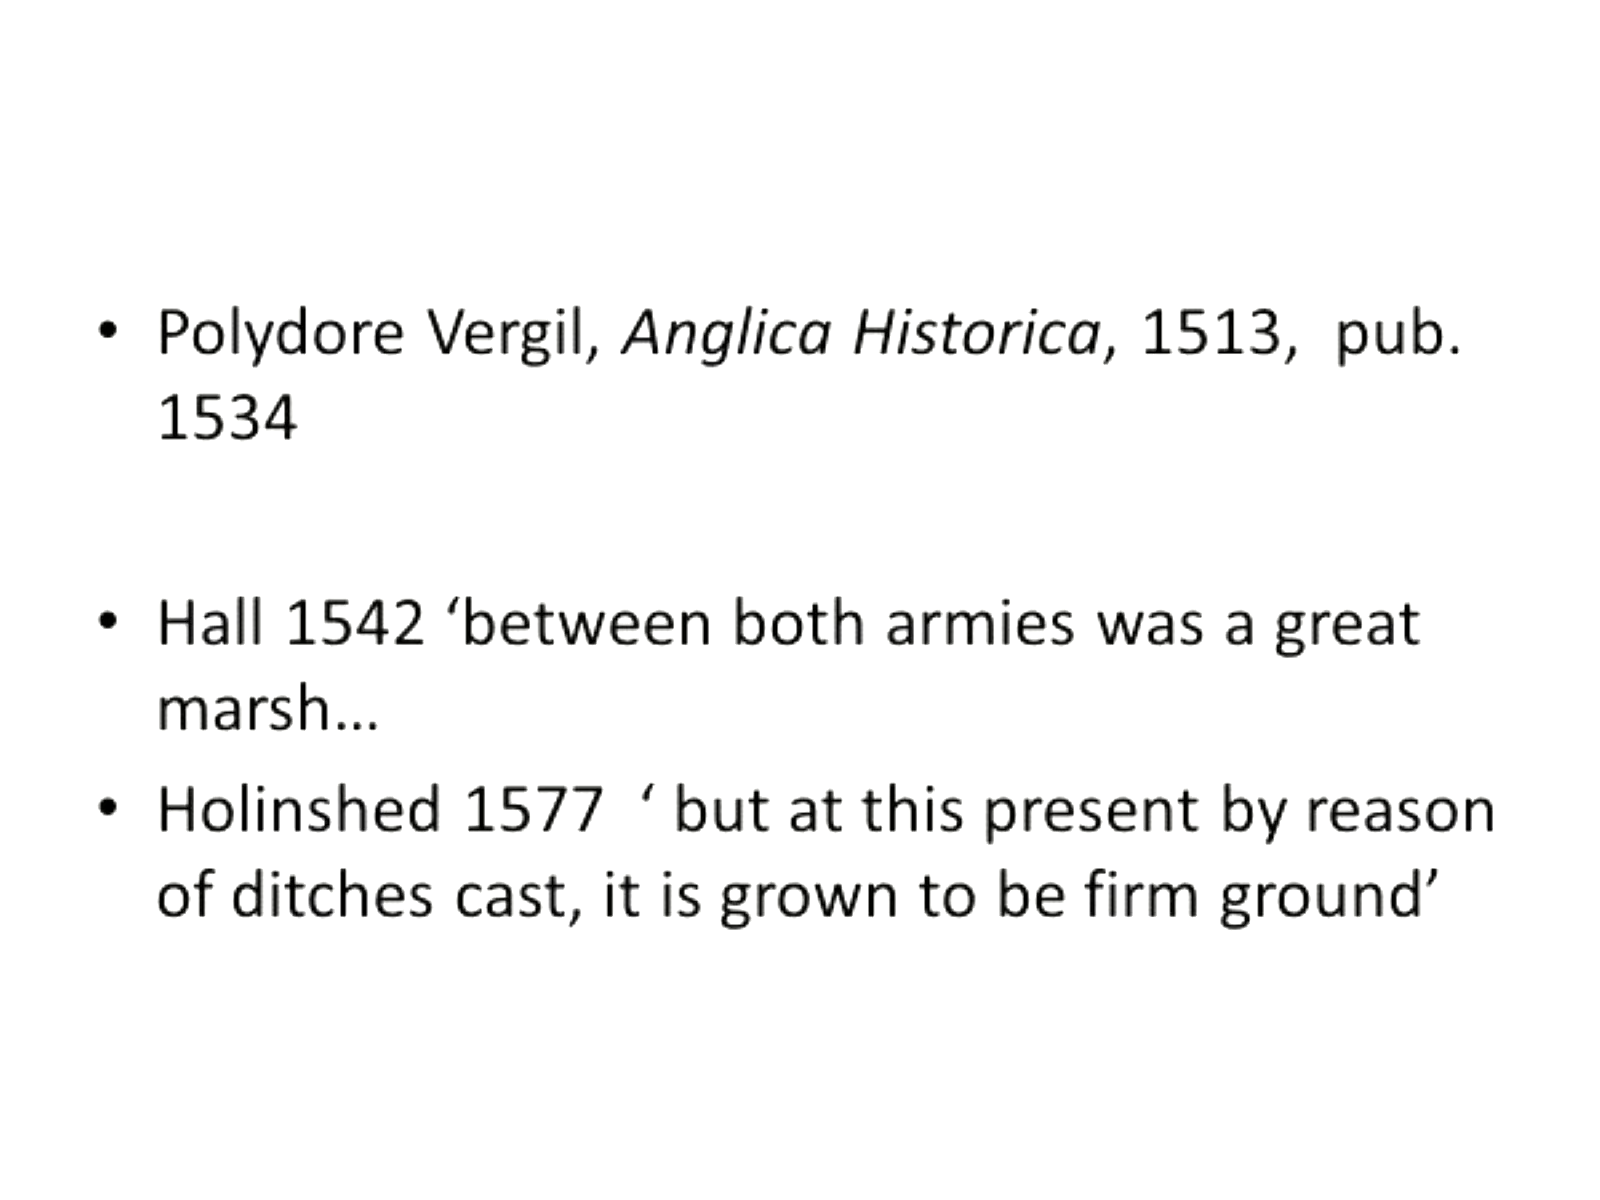 • Polydore Vergil, Anglica Historica, 1513,  pub.
1534
• Hall 1542 ‘between both armies was a great
marsh…
• Holinshed 1577  ‘ but at this present by reason
of ditches cast, it is grown to be firm ground’